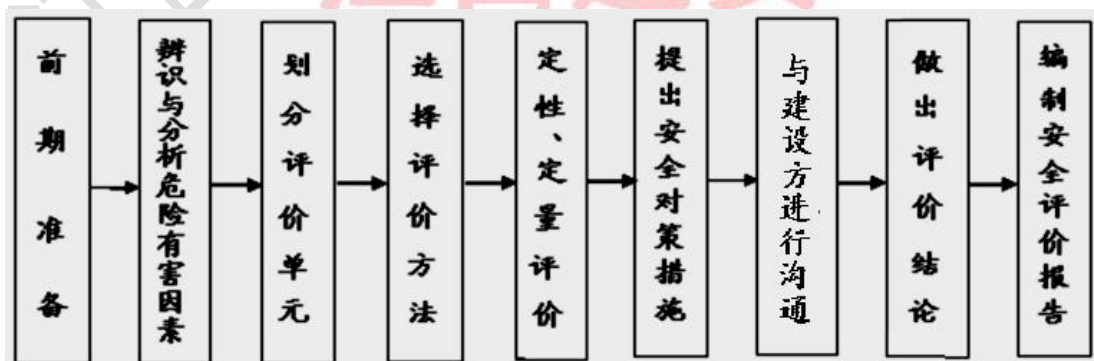 前期准备
辨识与分析危险有害因素
划分评价单元
选择评价方法
定性、定量评价
提出安全对策措施
与建设方进行沟通
做出评价结论
编制安全评价报告